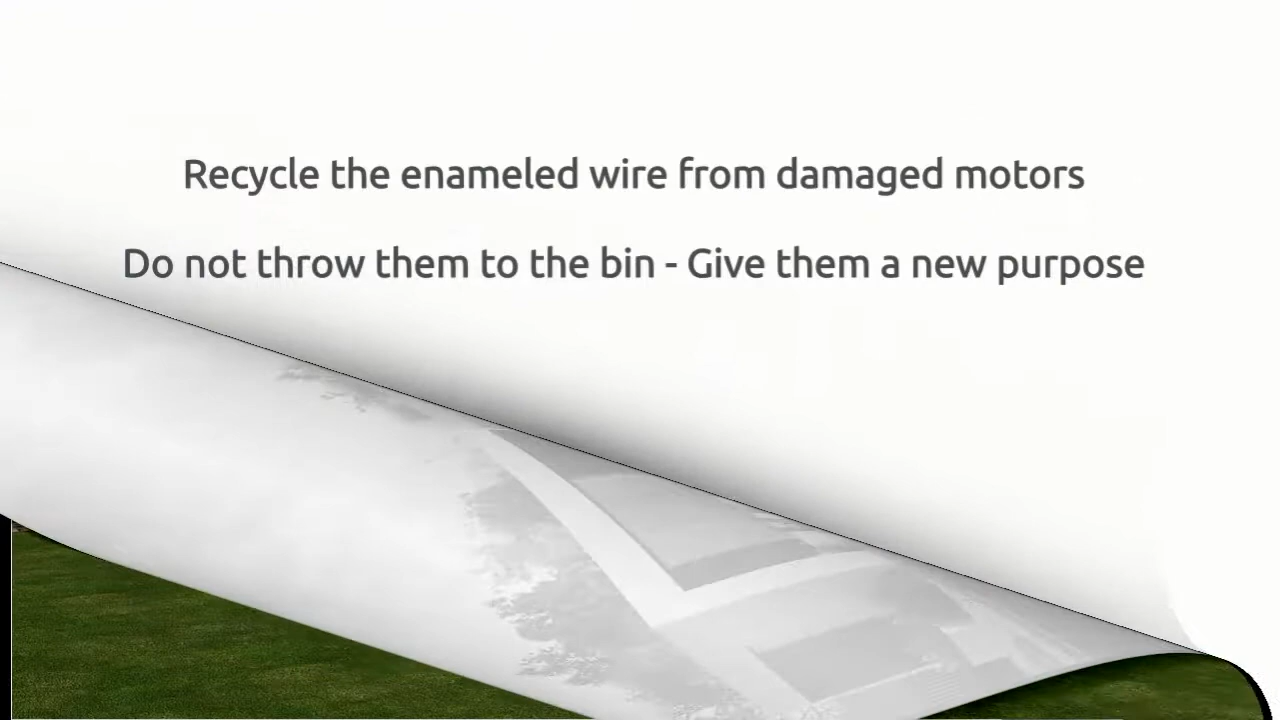 Recycle the enameled wire from damaged motors
Do not throw them to the bin - Give them a new purpose